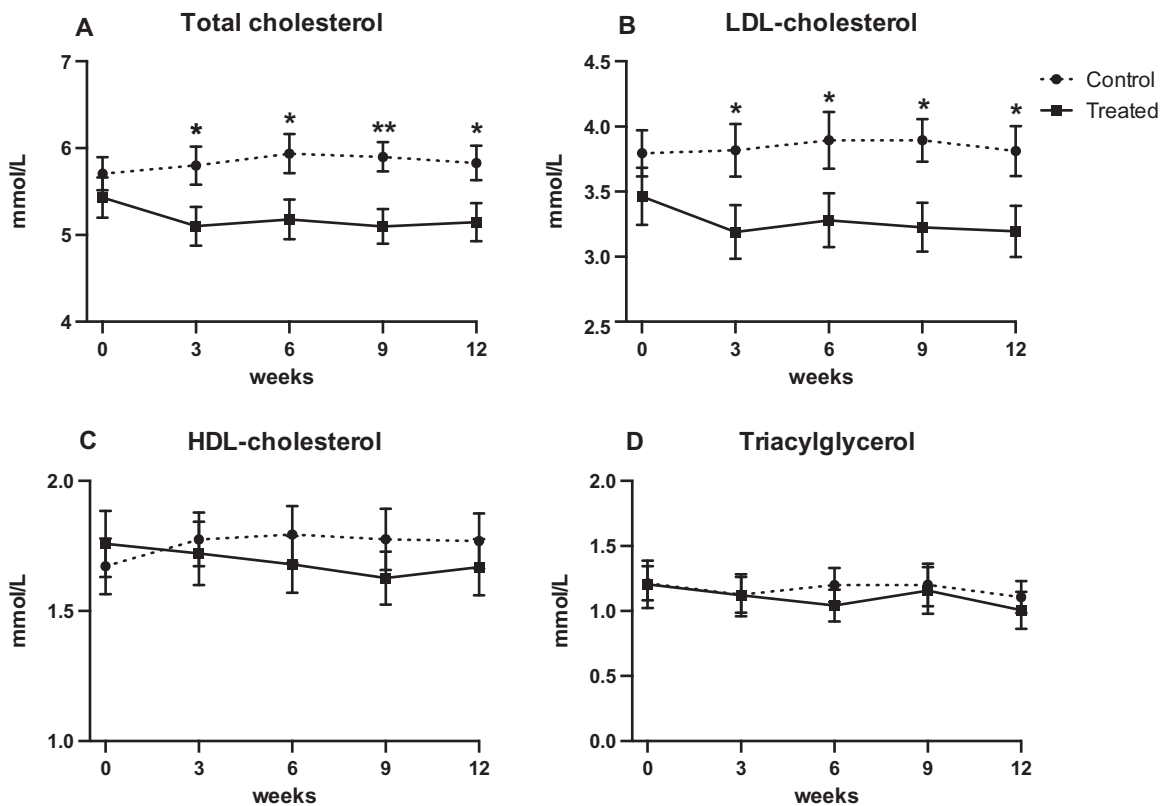 A Total cholesterol
7
6
5
4
mmol/L
* * ** *
0 3 6 9 12
weeks
B LDL-cholesterol
4.5
4.0
3.5
3.0
2.5
mmol/L
* * * *
0 3 6 9 12
weeks
Control
Treated
C HDL-cholesterol
2.0
1.5
1.0
mmol/L
0 3 6 9 12
weeks
D Triacylglycerol
2.0
1.5
1.0
0.5
0.0
mmol/L
0 3 6 9 12
weeks